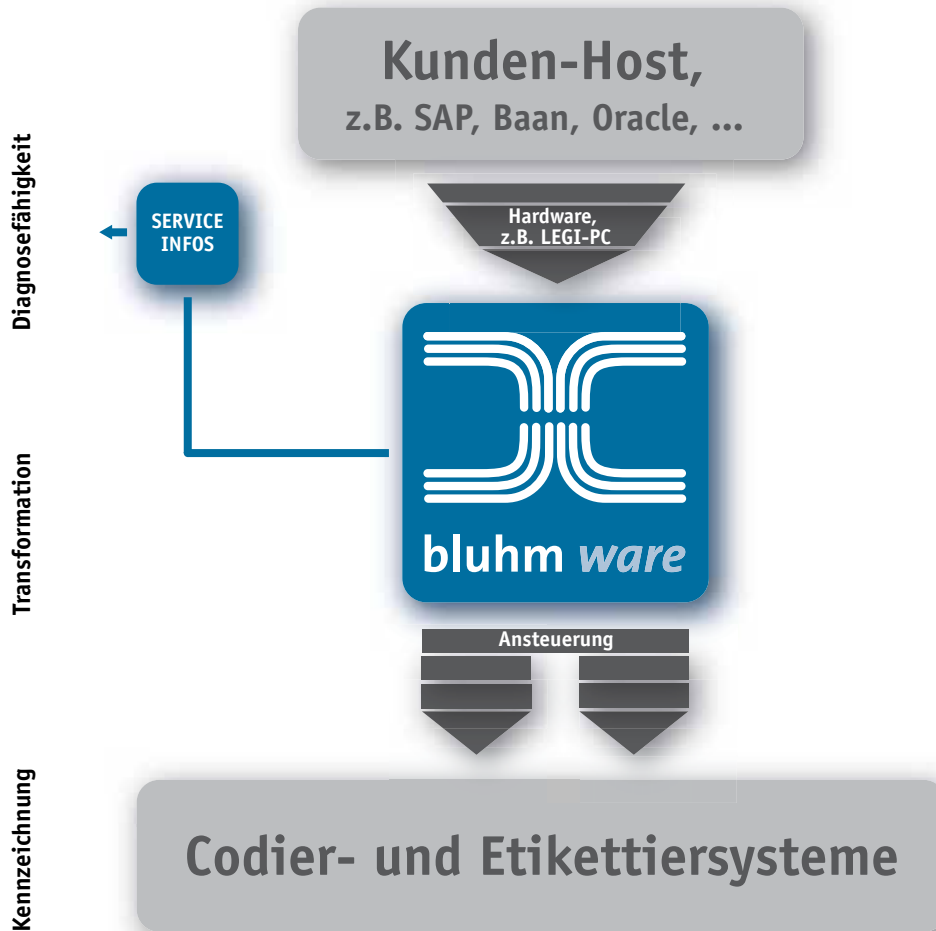 Kunden-Host,
z.B. SAP, Baan, Oracle, ...
Diagnosefähigkeit
SERVICE
INFOS
Hardware,
z.B. LEGI-PC
Transformation
bluhm ware
Ansteuerung
Kennzeichnung
Codier- und Etikettiersysteme